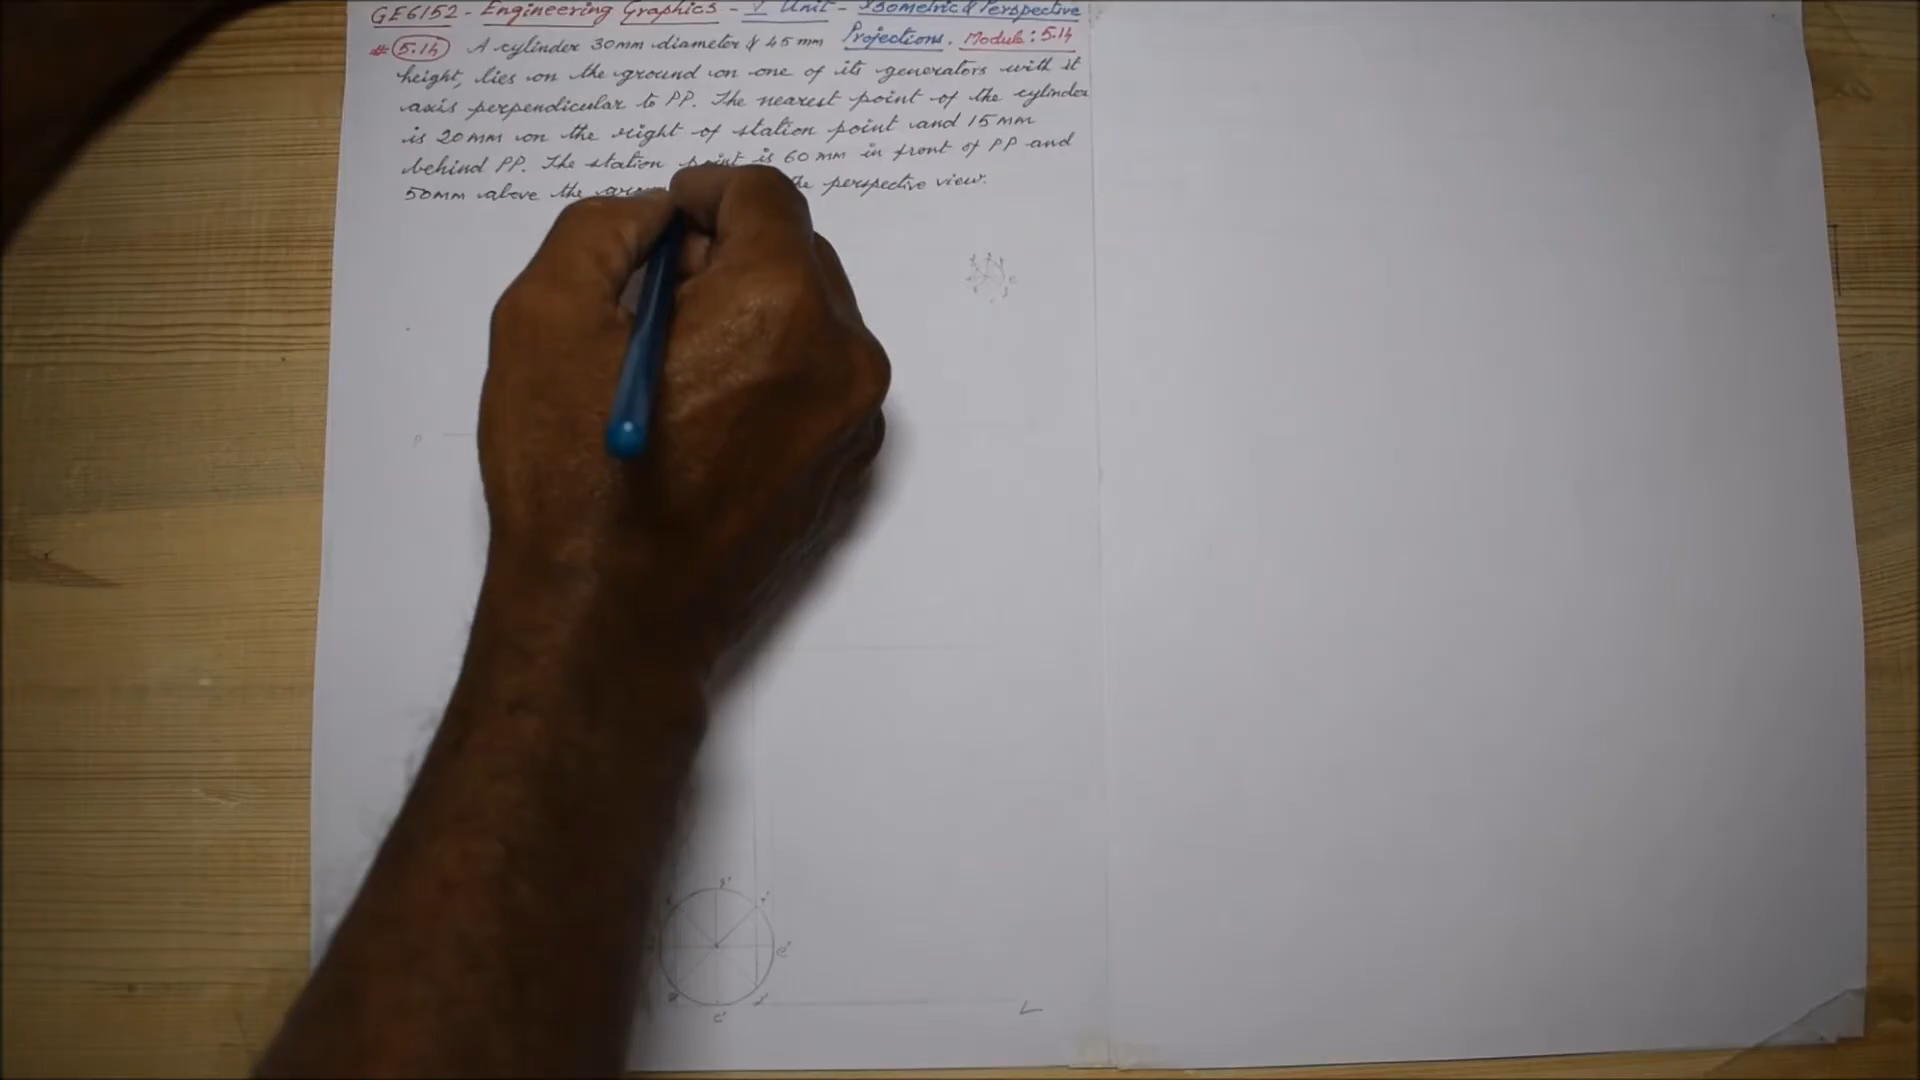 GE6152 - Engineering Graphics - V Unit - Isometric & Perspective
Projections. Module: 5.14
# 5.14 A cylinder 30mm diameter & 45 mm
height, lies on the ground on one of its generators with it
axis perpendicular to PP. The nearest point of the cylinder
is 20mm on the right of station point and 15mm
behind PP. The station point is 60mm in front of PP and
50mm above the the perspective view.
P
g'
e'
c'
L